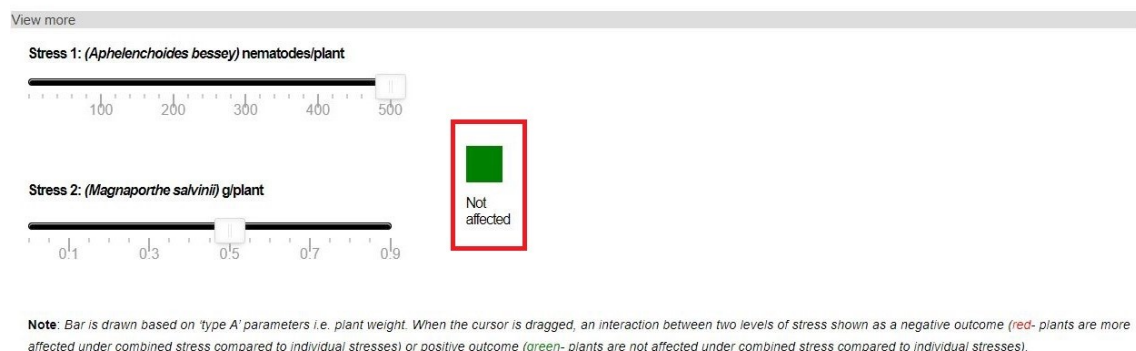 View more
Stress 1: (Aphelenchoides bessey) nematodes/plant
100 200 300 400 500
Stress 2: (Magnaporthe salvinii) g/plant
Not
affected
0.1 0.3 0.5 0.7 0.9
Note: Bar is drawn based on 'type A' parameters i.e. plant weight. When the cursor is dragged, an interaction between two levels of stress shown as a negative outcome (red- plants are more
affected under combined stress compared to individual stresses) or positive outcome (green- plants are not affected under combined stress compared to individual stresses).